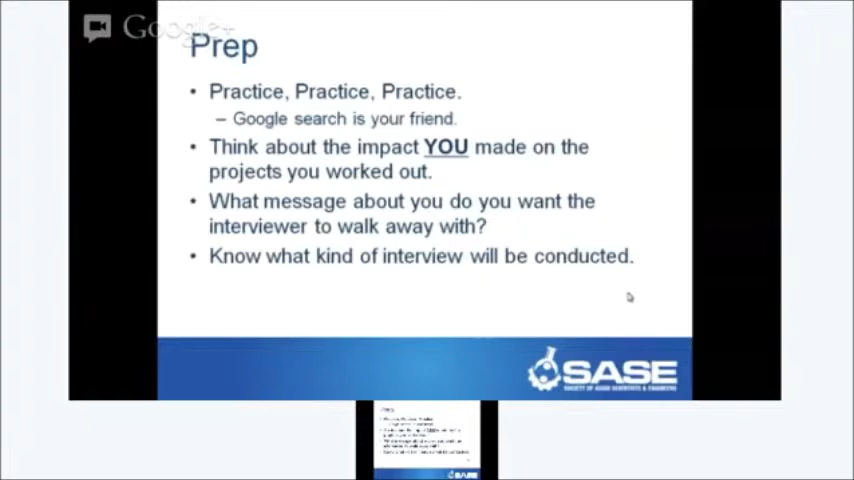 Google+
Prep
• Practice, Practice, Practice.
– Google search is your friend.
• Think about the impact YOU made on the
projects you worked out.
• What message about you do you want the
interviewer to walk away with?
• Know what kind of interview will be conducted.
SASE
SOCIETY OF ASIAN SCIENTISTS & ENGINEERS
Prep
SASE